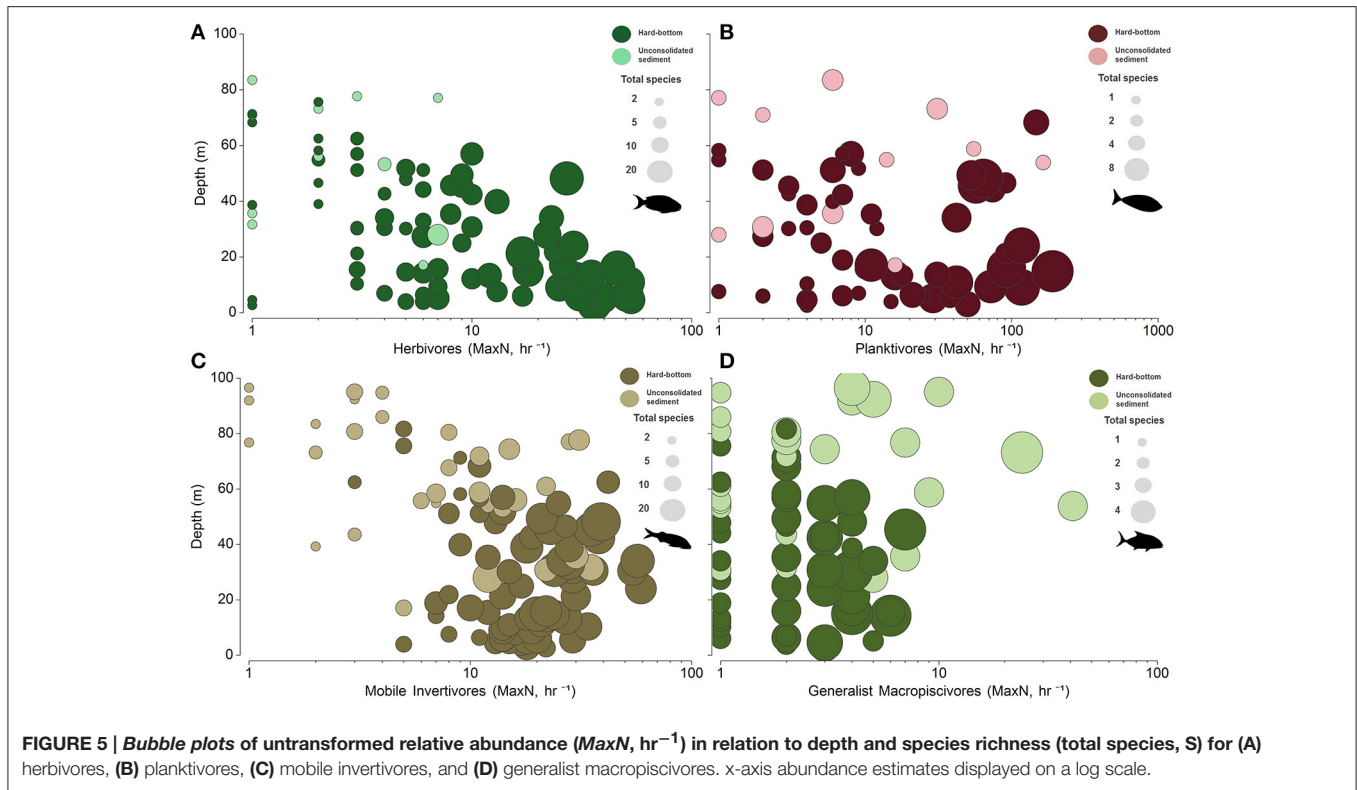 A
100
80
60
40
20
0
Depth (m)
1
10
100
Herbivores (MaxN, hr⁻¹)
Hard-bottom
Unconsolidated
sediment
Total species
2
5
10
20
B
1
10
100
1000
Planktivores (MaxN, hr⁻¹)
Hard-bottom
Unconsolidated
sediment
Total species
1
2
4
8
C
100
80
60
40
20
0
Depth (m)
1
10
100
Mobile Invertivores (MaxN, hr⁻¹)
Hard-bottom
Unconsolidated
sediment
Total species
2
5
10
20
D
1
10
100
Generalist Macropiscivores (MaxN, hr⁻¹)
Hard-bottom
Unconsolidated
sediment
Total species
1
2
3
4
FIGURE 5 | Bubble plots of untransformed relative abundance (MaxN, hr⁻¹) in relation to depth and species richness (total species, S) for (A)
herbivores, (B) planktivores, (C) mobile invertivores, and (D) generalist macropiscivores. x-axis abundance estimates displayed on a log scale.